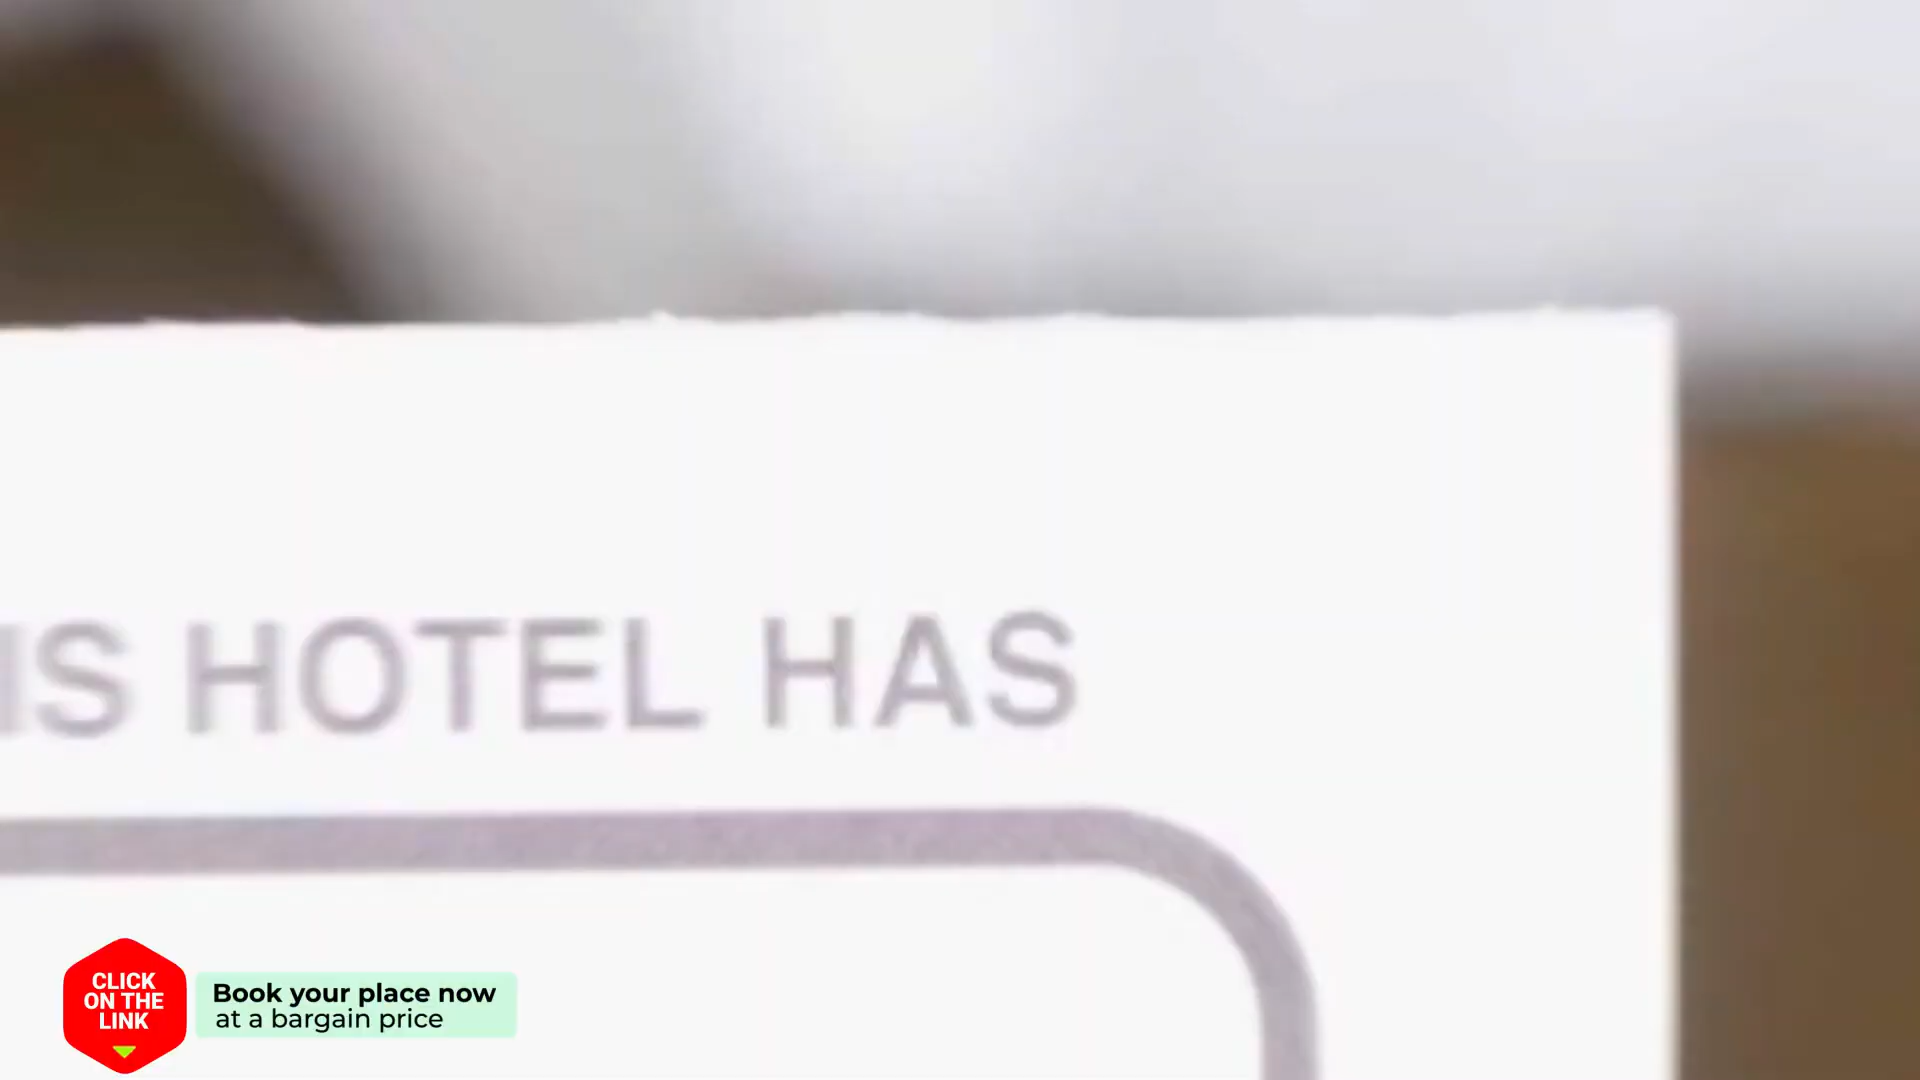 IS HOTEL HAS
CLICK
ON THE
LINK
Book your place now
at a bargain price